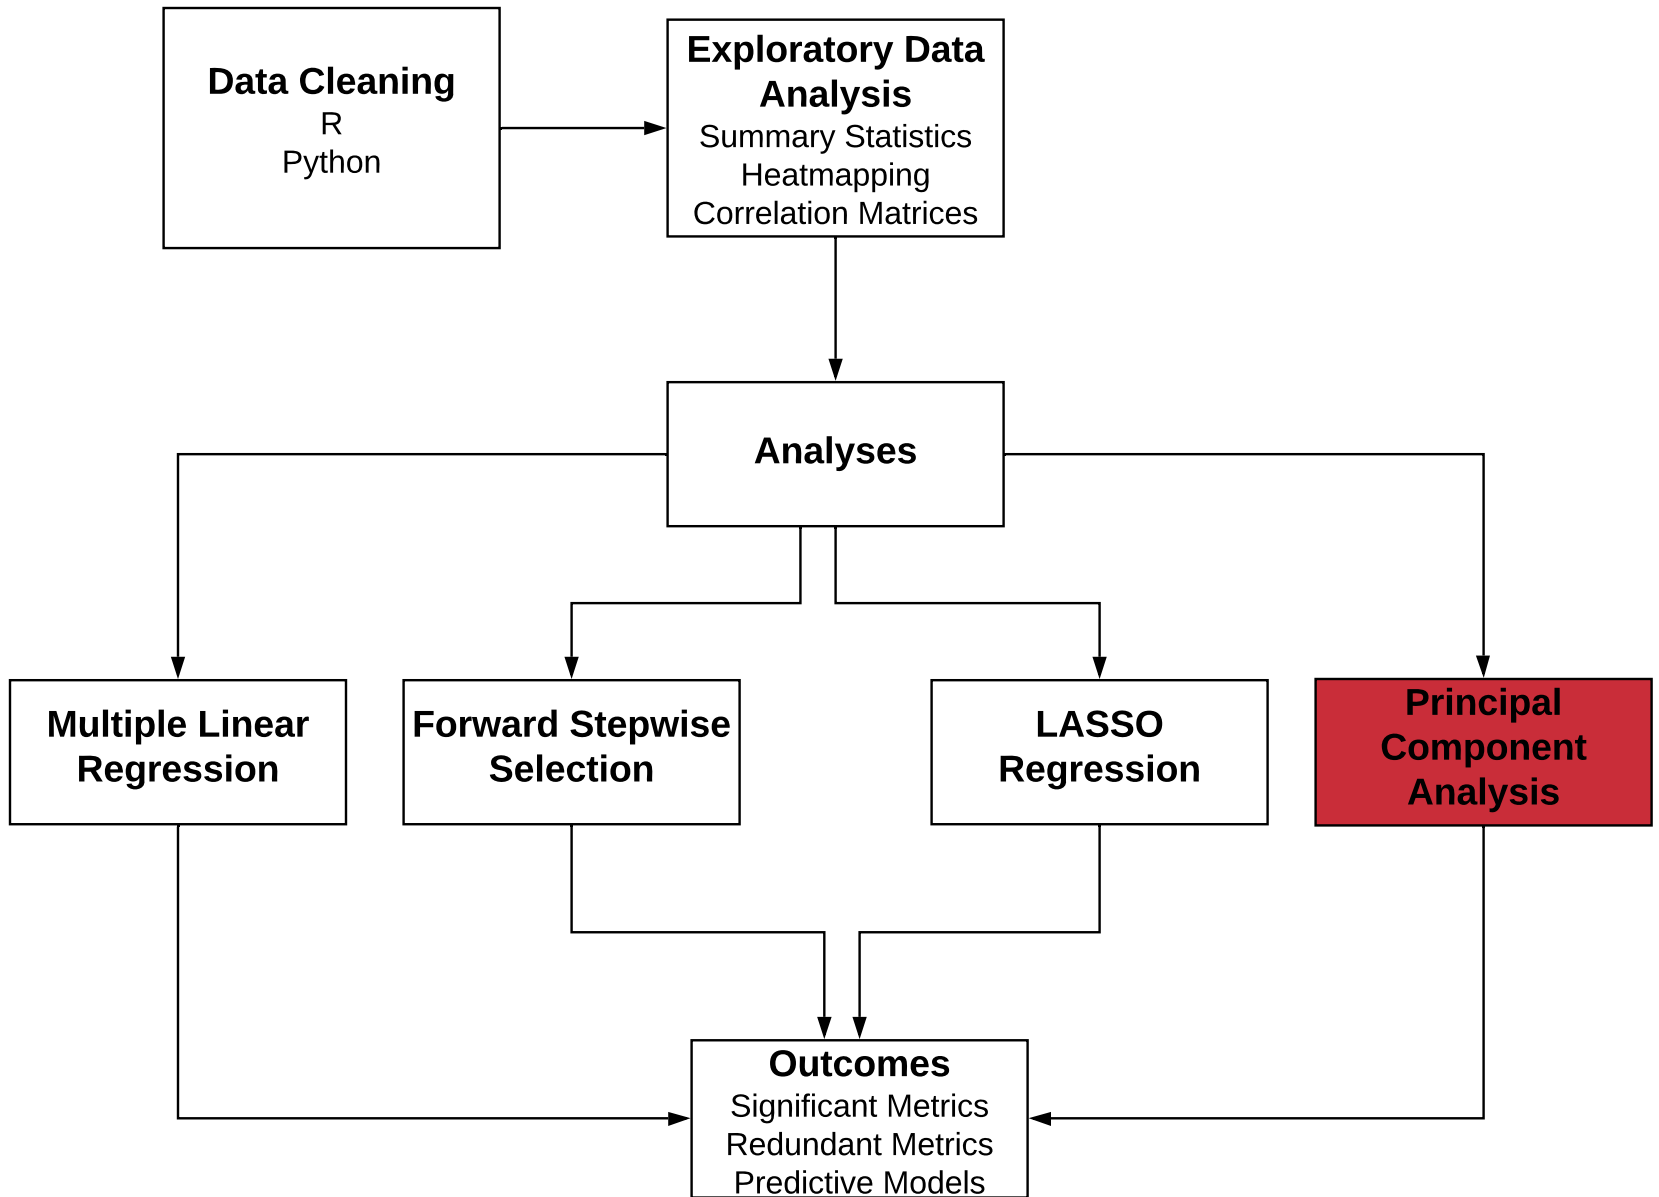 Data Cleaning
R
Python
Exploratory Data
Analysis
Summary Statistics
Heatmapping
Correlation Matrices
Analyses
Multiple Linear
Regression
Forward Stepwise
Selection
LASSO
Regression
Principal
Component
Analysis
Outcomes
Significant Metrics
Redundant Metrics
Predictive Models